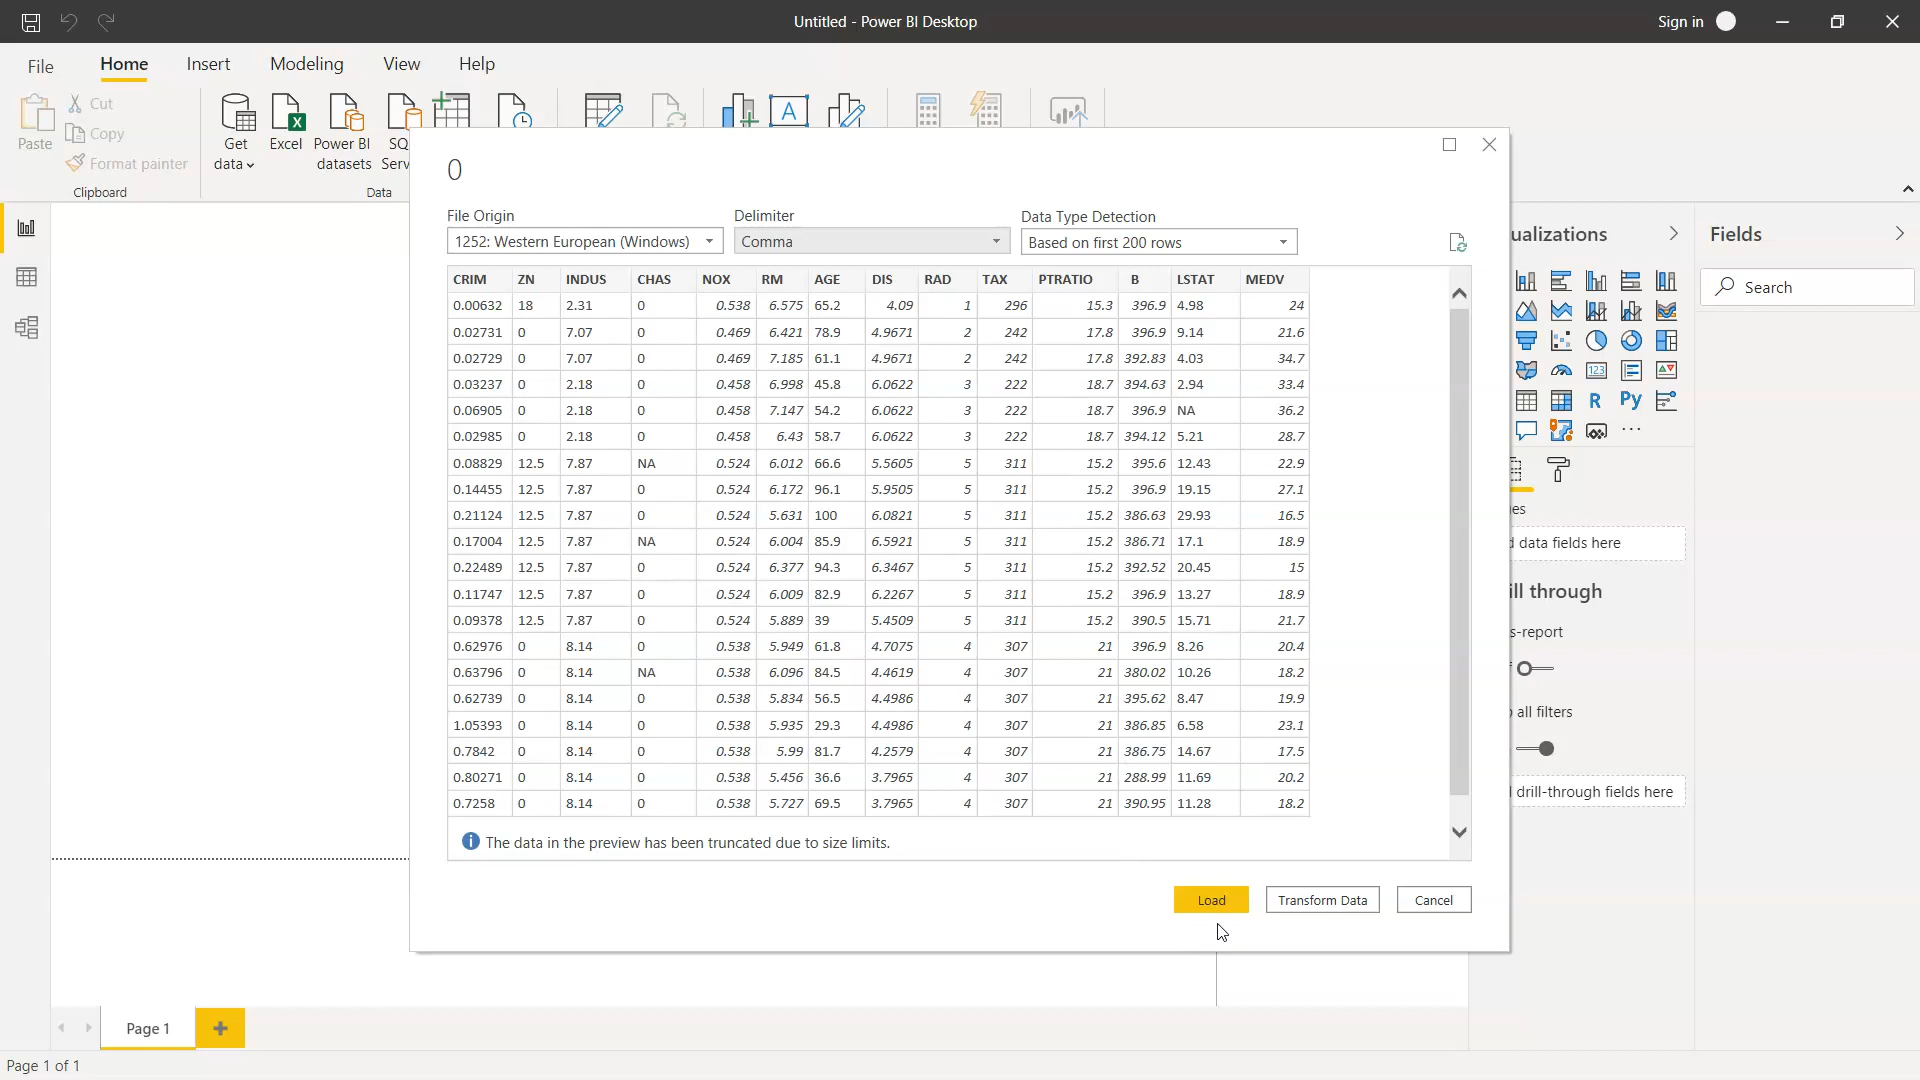 Untitled - Power BI Desktop
Sign in
File
Home
Insert
Modeling
View
Help
Paste
Cut
Copy
Format painter
Clipboard
Get data
Excel
Power BI datasets
SQ
Serv
Data
0
File Origin
Delimiter
Data Type Detection
1252: Western European (Windows)
Comma
Based on first 200 rows
CRIM ZN INDUS CHAS NOX RM AGE DIS RAD TAX PTRATIO B LSTAT MEDV
0.00632 18 2.31 0 0.538 6.575 65.2 4.09 1 296 15.3 396.9 4.98 24
0.02731 0 7.07 0 0.469 6.421 78.9 4.9671 2 242 17.8 396.9 9.14 21.6
0.02729 0 7.07 0 0.469 7.185 61.1 4.9671 2 242 17.8 392.83 4.03 34.7
0.03237 0 2.18 0 0.458 6.998 45.8 6.0622 3 222 18.7 394.63 2.94 33.4
0.06905 0 2.18 0 0.458 7.147 54.2 6.0622 3 222 18.7 396.9 NA 36.2
0.02985 0 2.18 0 0.458 6.43 58.7 6.0622 3 222 18.7 394.12 5.21 28.7
0.08829 12.5 7.87 NA 0.524 6.012 66.6 5.5605 5 311 15.2 395.6 12.43 22.9
0.14455 12.5 7.87 0 0.524 6.172 96.1 5.9505 5 311 15.2 396.9 19.15 27.1
0.21124 12.5 7.87 0 0.524 5.631 100 6.0821 5 311 15.2 386.63 29.93 16.5
0.17004 12.5 7.87 NA 0.524 6.004 85.9 6.5921 5 311 15.2 386.71 17.1 18.9
0.22489 12.5 7.87 0 0.524 6.377 94.3 6.3467 5 311 15.2 392.52 20.45 15
0.11747 12.5 7.87 0 0.524 6.009 82.9 6.2267 5 311 15.2 396.9 13.27 18.9
0.09378 12.5 7.87 0 0.524 5.889 39 5.4509 5 311 15.2 390.5 15.71 21.7
0.62976 0 8.14 0 0.538 5.949 61.8 4.7075 4 307 21 396.9 8.26 20.4
0.63796 0 8.14 NA 0.538 6.096 84.5 4.4619 4 307 21 380.02 10.26 18.2
0.62739 0 8.14 0 0.538 5.834 56.5 4.4986 4 307 21 395.62 8.47 19.9
1.05393 0 8.14 0 0.538 5.935 29.3 4.4986 4 307 21 386.85 6.58 23.1
0.7842 0 8.14 0 0.538 5.99 81.7 4.2579 4 307 21 386.75 14.67 17.5
0.80271 0 8.14 0 0.538 5.456 36.6 3.7965 4 307 21 288.99 11.69 20.2
0.7258 0 8.14 0 0.538 5.727 69.5 3.7965 4 307 21 390.95 11.28 18.2
The data in the preview has been truncated due to size limits.
Load
Transform Data
Cancel
ualizations
Fields
Search
123
R
Py
es
d data fields here
ill through
s-report
all filters
drill-through fields here
Page 1
Page 1 of 1